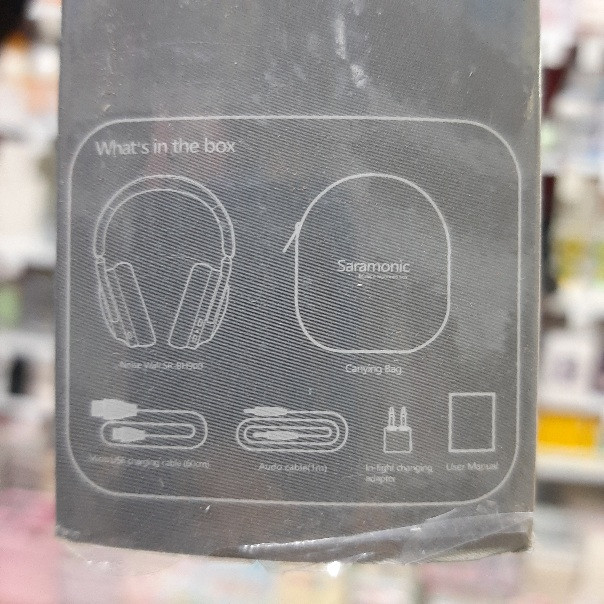 What's in the box
Saramonic
Noise Wall SR-BH900
Carrying Bag
Micro USB charging cable (60cm)
Audio cable(1m)
In-flight changing
adapter
User Manual